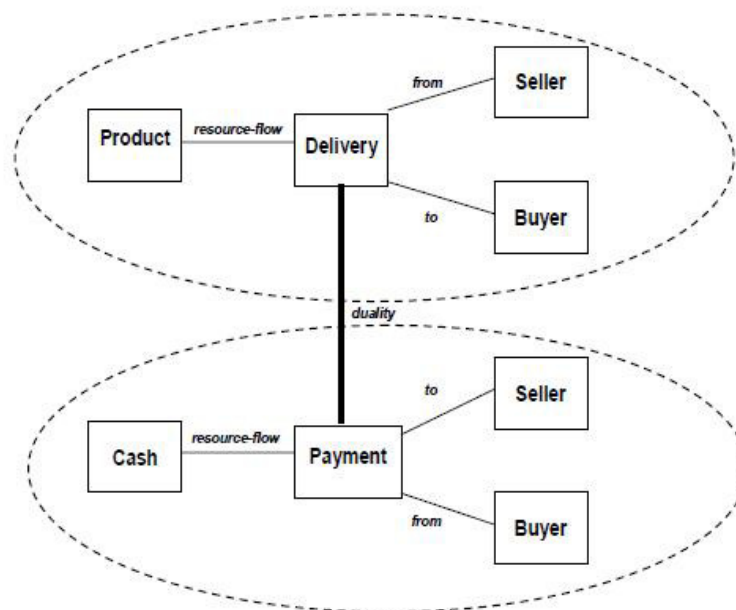 from
Seller
Product
resource-flow
Delivery
to
Buyer
duality
to
Seller
resource-flow
Cash
Payment
from
Buyer